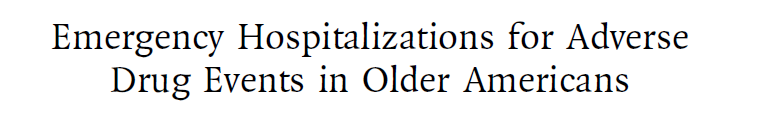 Emergency Hospitalizations for Adverse
Drug Events in Older Americans